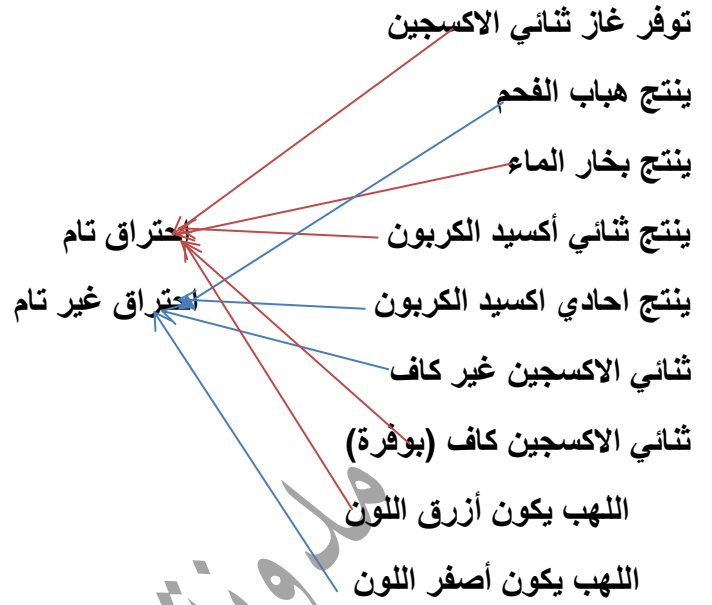 توفر غاز ثنائي الاكسجين
ينتج هباب الفحم
ينتج بخار الماء
ينتج ثنائي أكسيد الكربون
احتراق تام
ينتج احادي اكسيد الكربون
احتراق غير تام
ثنائي الاكسجين غير كاف
ثنائي الاكسجين كاف (بوفرة)
اللهب يكون أزرق اللون
اللهب يكون أصفر اللون